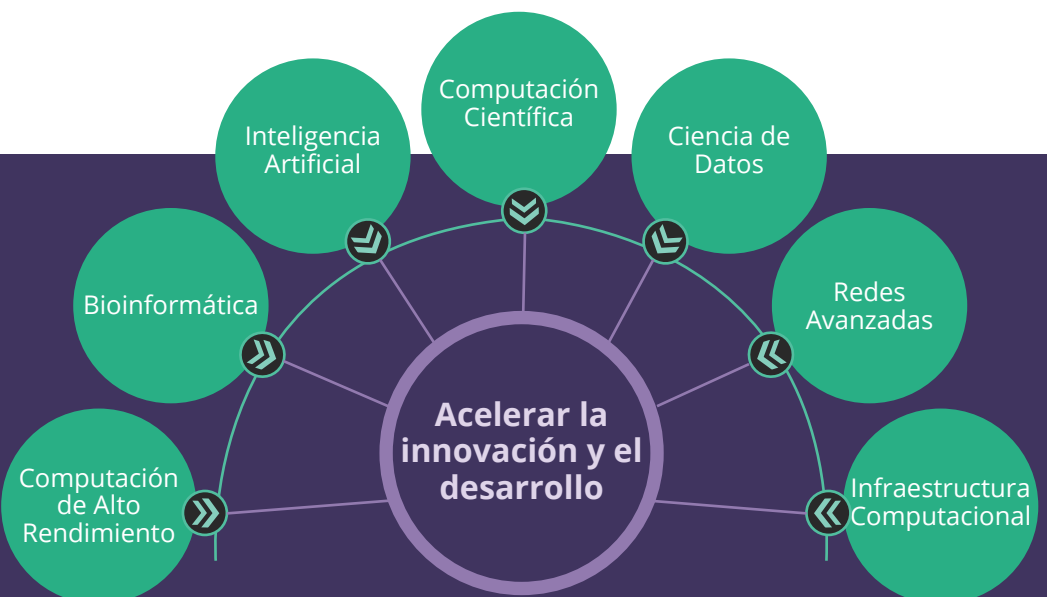 Computación
Científica
Inteligencia
Artificial
Ciencia de
Datos
Bioinformática
Redes
Avanzadas
Acelerar la
innovación y el
desarrollo
Computación
de Alto
Rendimiento
Infraestructura
Computacional